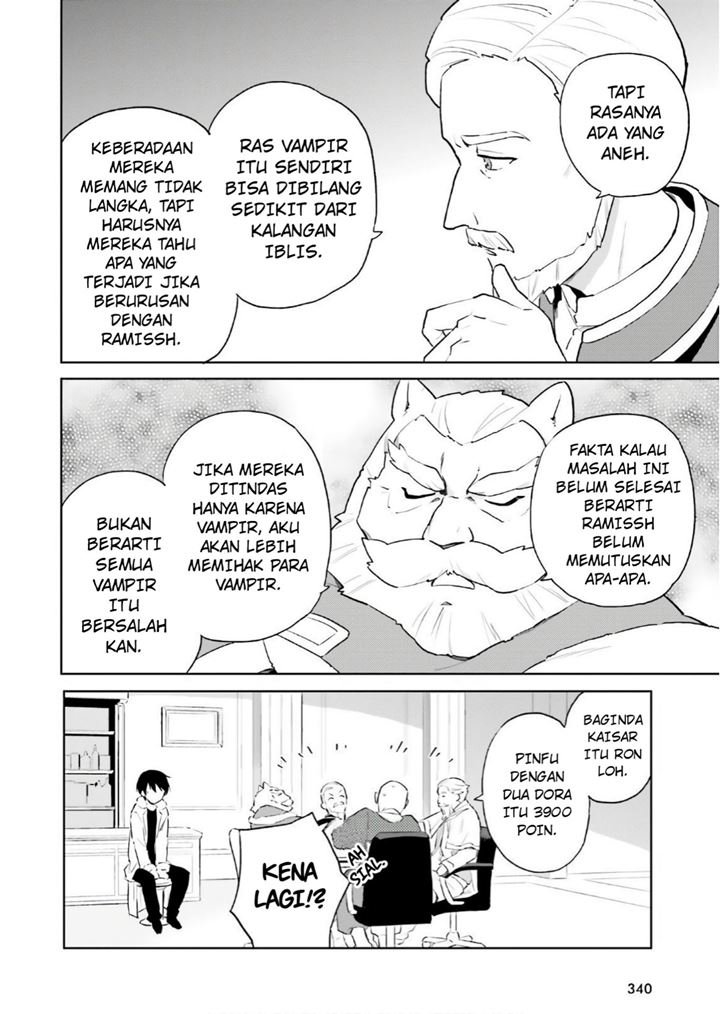 TAPI
RASANYA
ADA YANG
ANEH.
RAS VAMPIR
ITU SENDIRI
BISA DIBILANG
SEDIKIT DARI
KALANGAN
IBLIS.
KEBERADAAN
MEREKA
MEMANG TIDAK
LANGKA, TAPI
HARUSNYA
MEREKA TAHU
APA YANG
TERJADI JIKA
BERURUSAN
DENGAN
RAMISSH.
FAKTA KALAU
MASALAH INI
BELUM SELESAI
BERARTI
RAMISSH
BELUM
MEMUTUSKAN
APA-APA.
JIKA MEREKA
DITINDAS
HANYA KARENA
VAMPIR, AKU
AKAN LEBIH
MEMIHAK PARA
VAMPIR.
BUKAN
BERARTI
SEMUA
VAMPIR
ITU
BERSALAH
KAN.
BAGINDA
KAISAR
ITU RON
LOH.
PINFU
DENGAN
DUA DORA
ITU 3900
POIN.
AH
SIAL.
KENA
LAGI!?
340